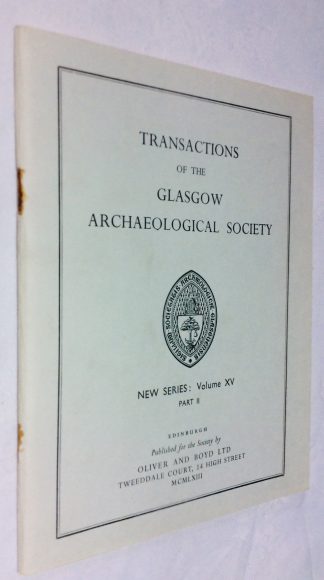 TRANSACTIONS
OF THE
GLASGOW
ARCHAEOLOGICAL SOCIETY
NEW SERIES: Volume XV
PART II
EDINBURGH
Published for the Society by
OLIVER AND BOYD LTD
TWEEDDALE COURT, 14 HIGH STREET
MCMLXIII